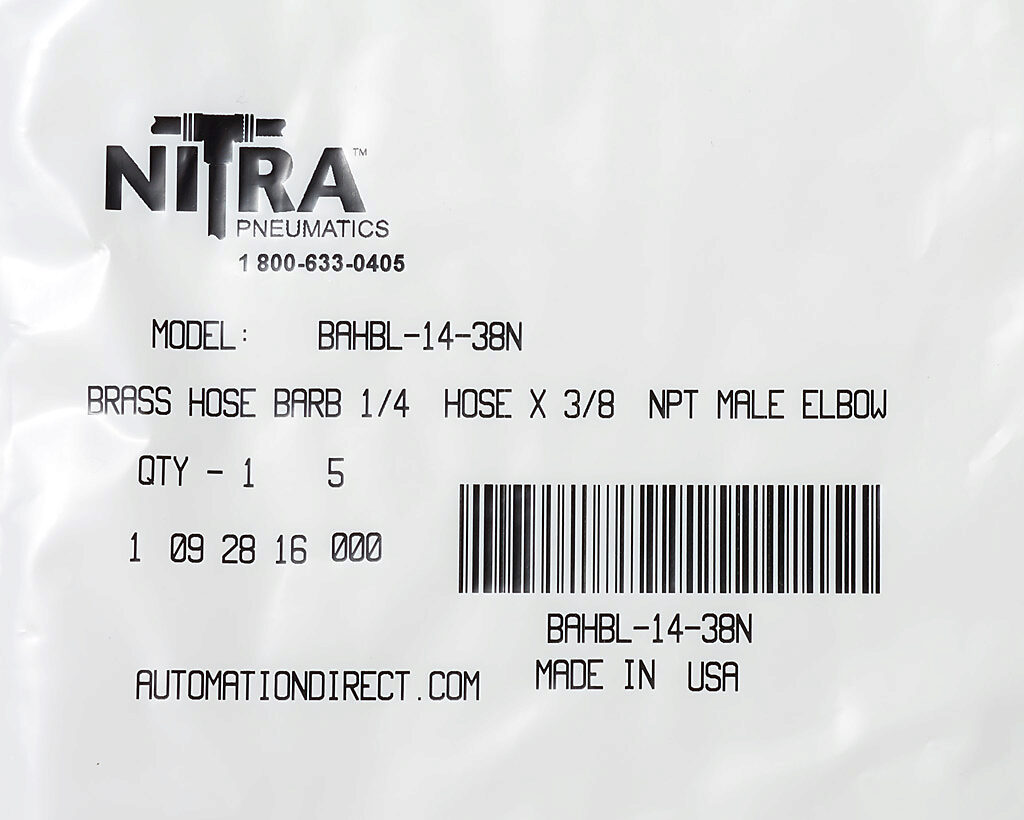 NITRA™
PNEUMATICS
1 800-633-0405
MODEL: BAHBL-14-38N
BRASS HOSE BARB 1/4 HOSE X 3/8 NPT MALE ELBOW
QTY - 1 5
1 09 28 16 000
BAHBL-14-38N
MADE IN USA
AUTOMATIONDIRECT.COM